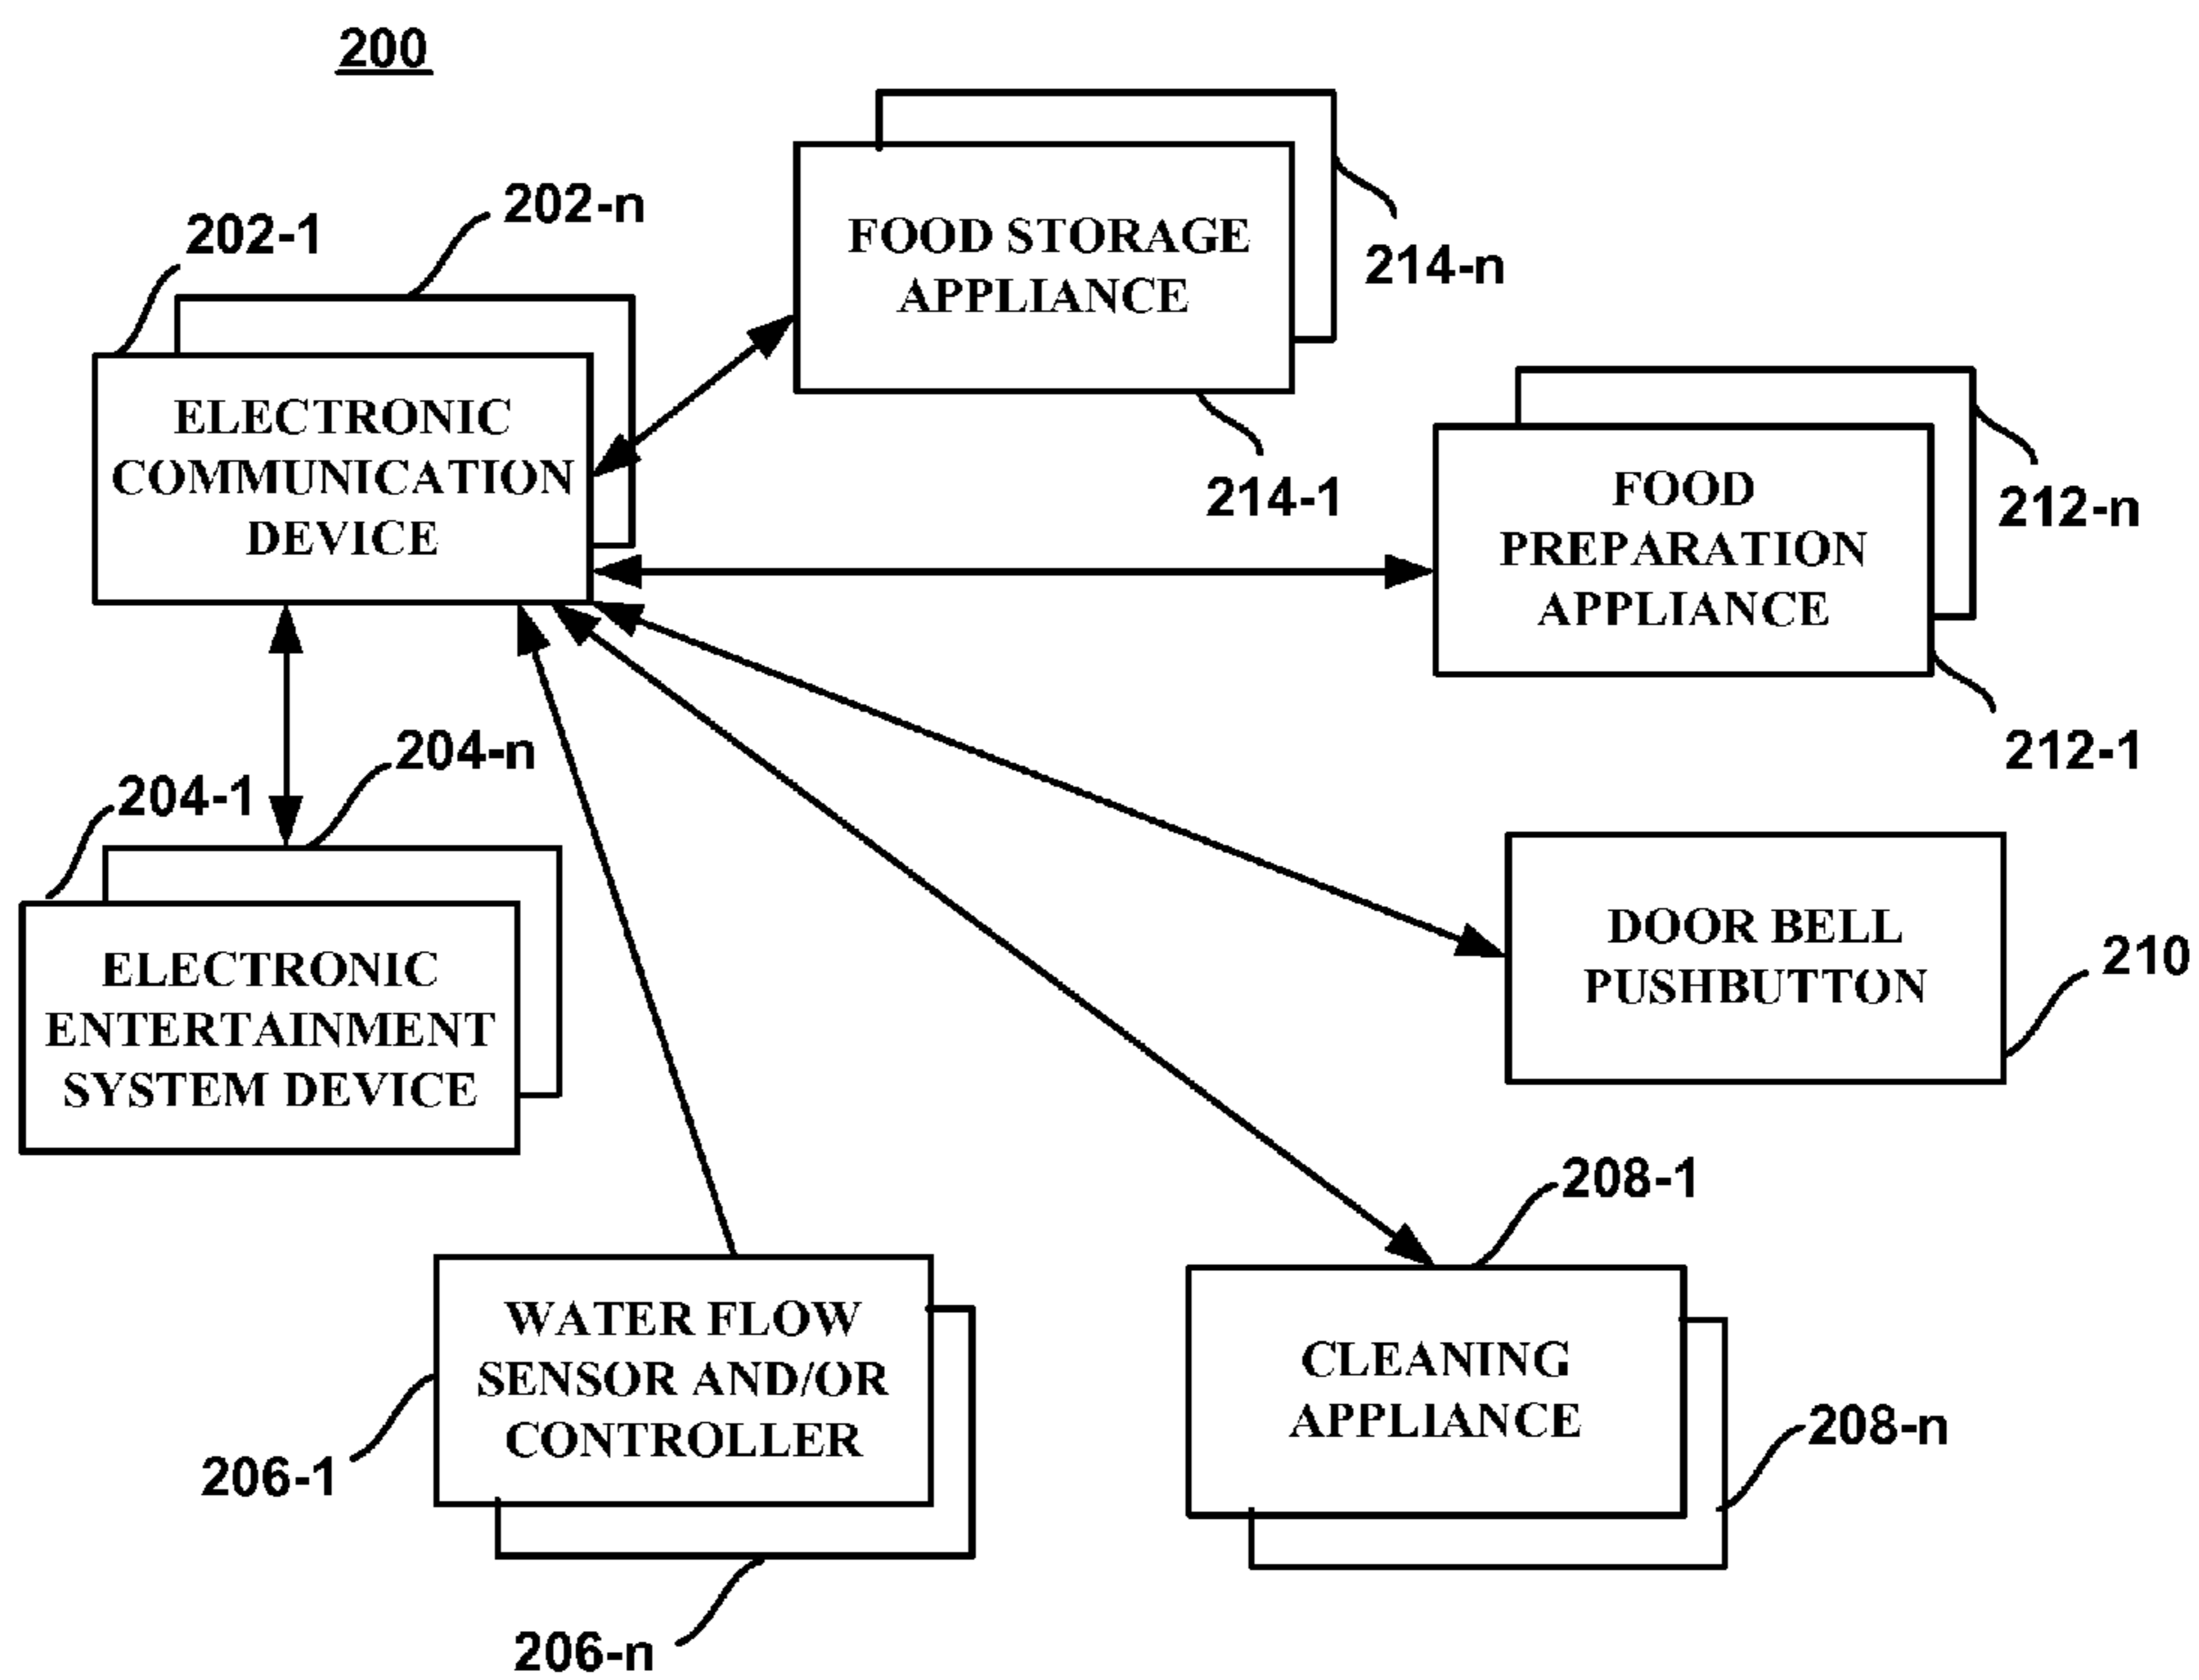 200
202-1
202-n
ELECTRONIC
COMMUNICATION
DEVICE
FOOD STORAGE
APPLIANCE
214-n
214-1
FOOD
PREPARATION
APPLIANCE
212-n
212-1
204-1
204-n
ELECTRONIC
ENTERTAINMENT
SYSTEM DEVICE
DOOR BELL
PUSHBUTTON
210
WATER FLOW
SENSOR AND/OR
CONTROLLER
206-1
206-n
208-1
CLEANING
APPLIANCE
208-n